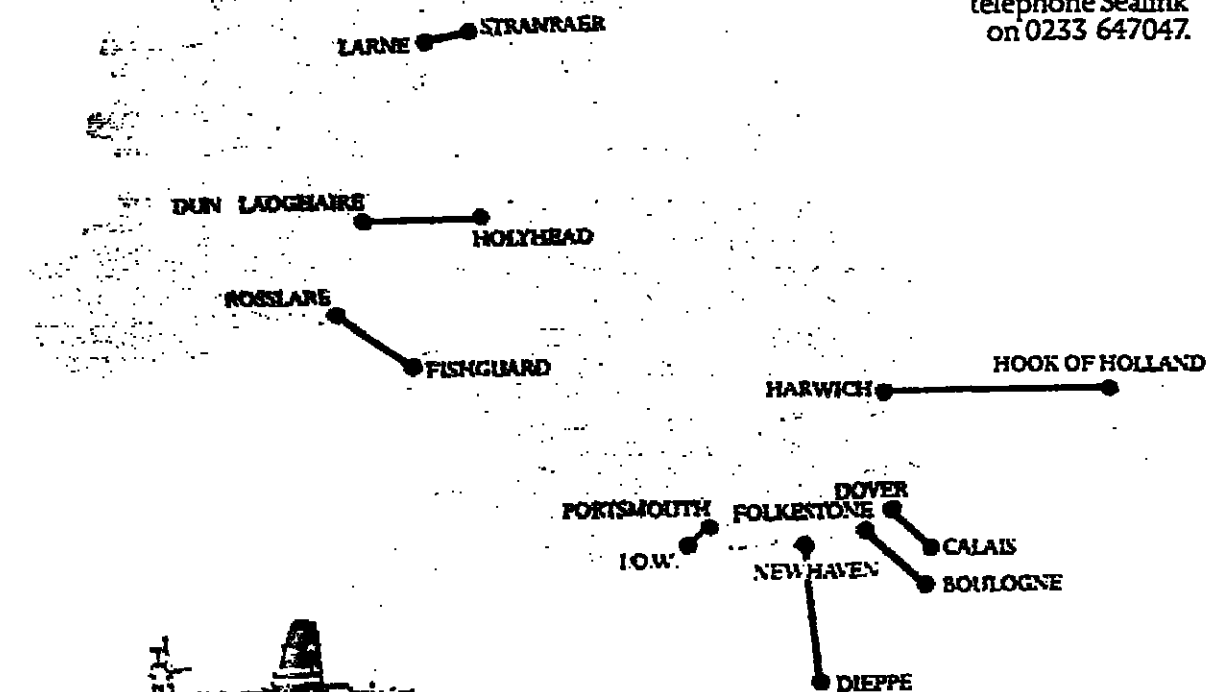 telephone Sealink
on 0233 647047.
LARNE
STRANRAER
DUN LAOGHAIRE
HOLYHEAD
ROSSLARE
FISHGUARD
HOOK OF HOLLAND
HARWICH
DOVER
PORTSMOUTH
FOLKESTONE
I.O.W.
CALAIS
NEWHAVEN
BOULOGNE
DIEPPE